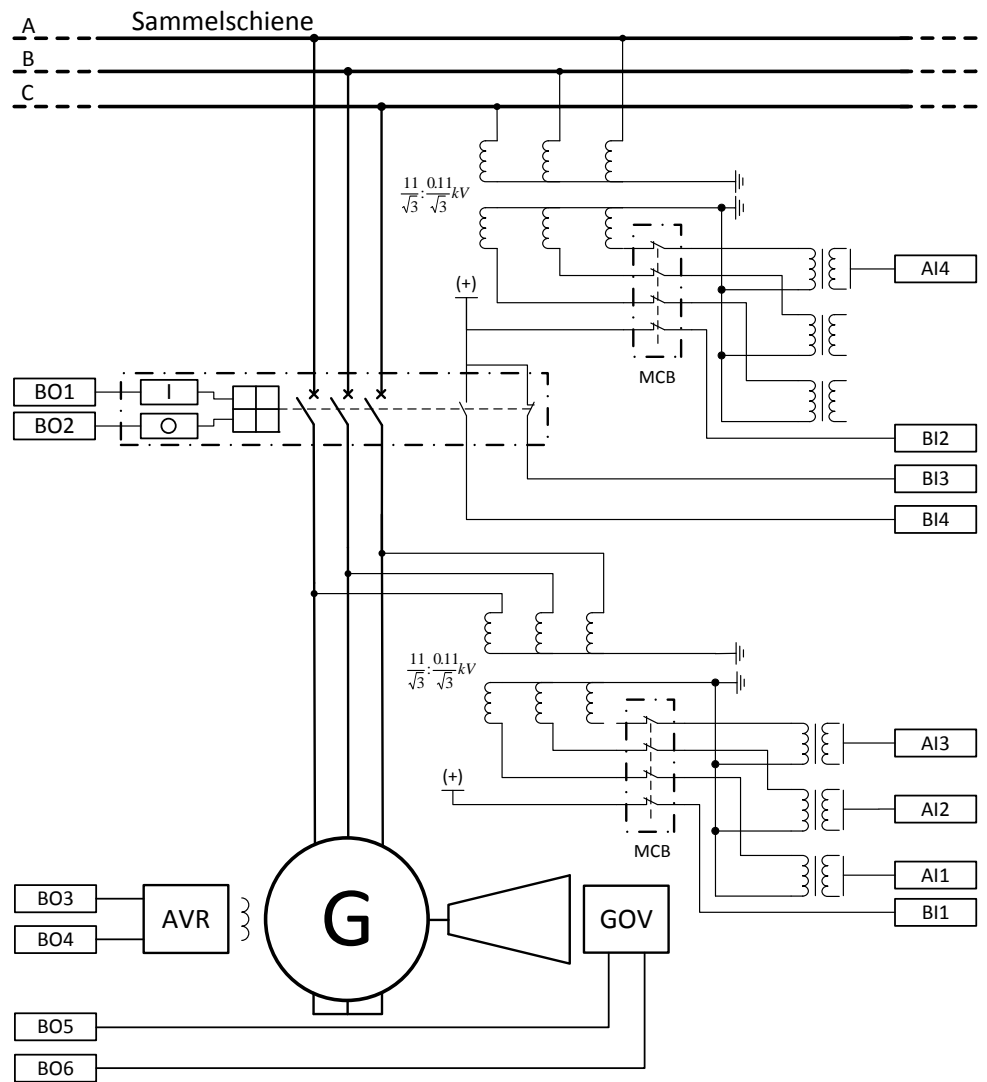 A
Sammelschiene
B
C
11/√3 : 0.11/√3 kV
(+)
AI4
MCB
BO1
I
BO2
O
BI2
BI3
BI4
11/√3 : 0.11/√3 kV
AI3
(+)
AI2
MCB
AI1
BO3
AVR
G
GOV
BI1
BO4
BO5
BO6